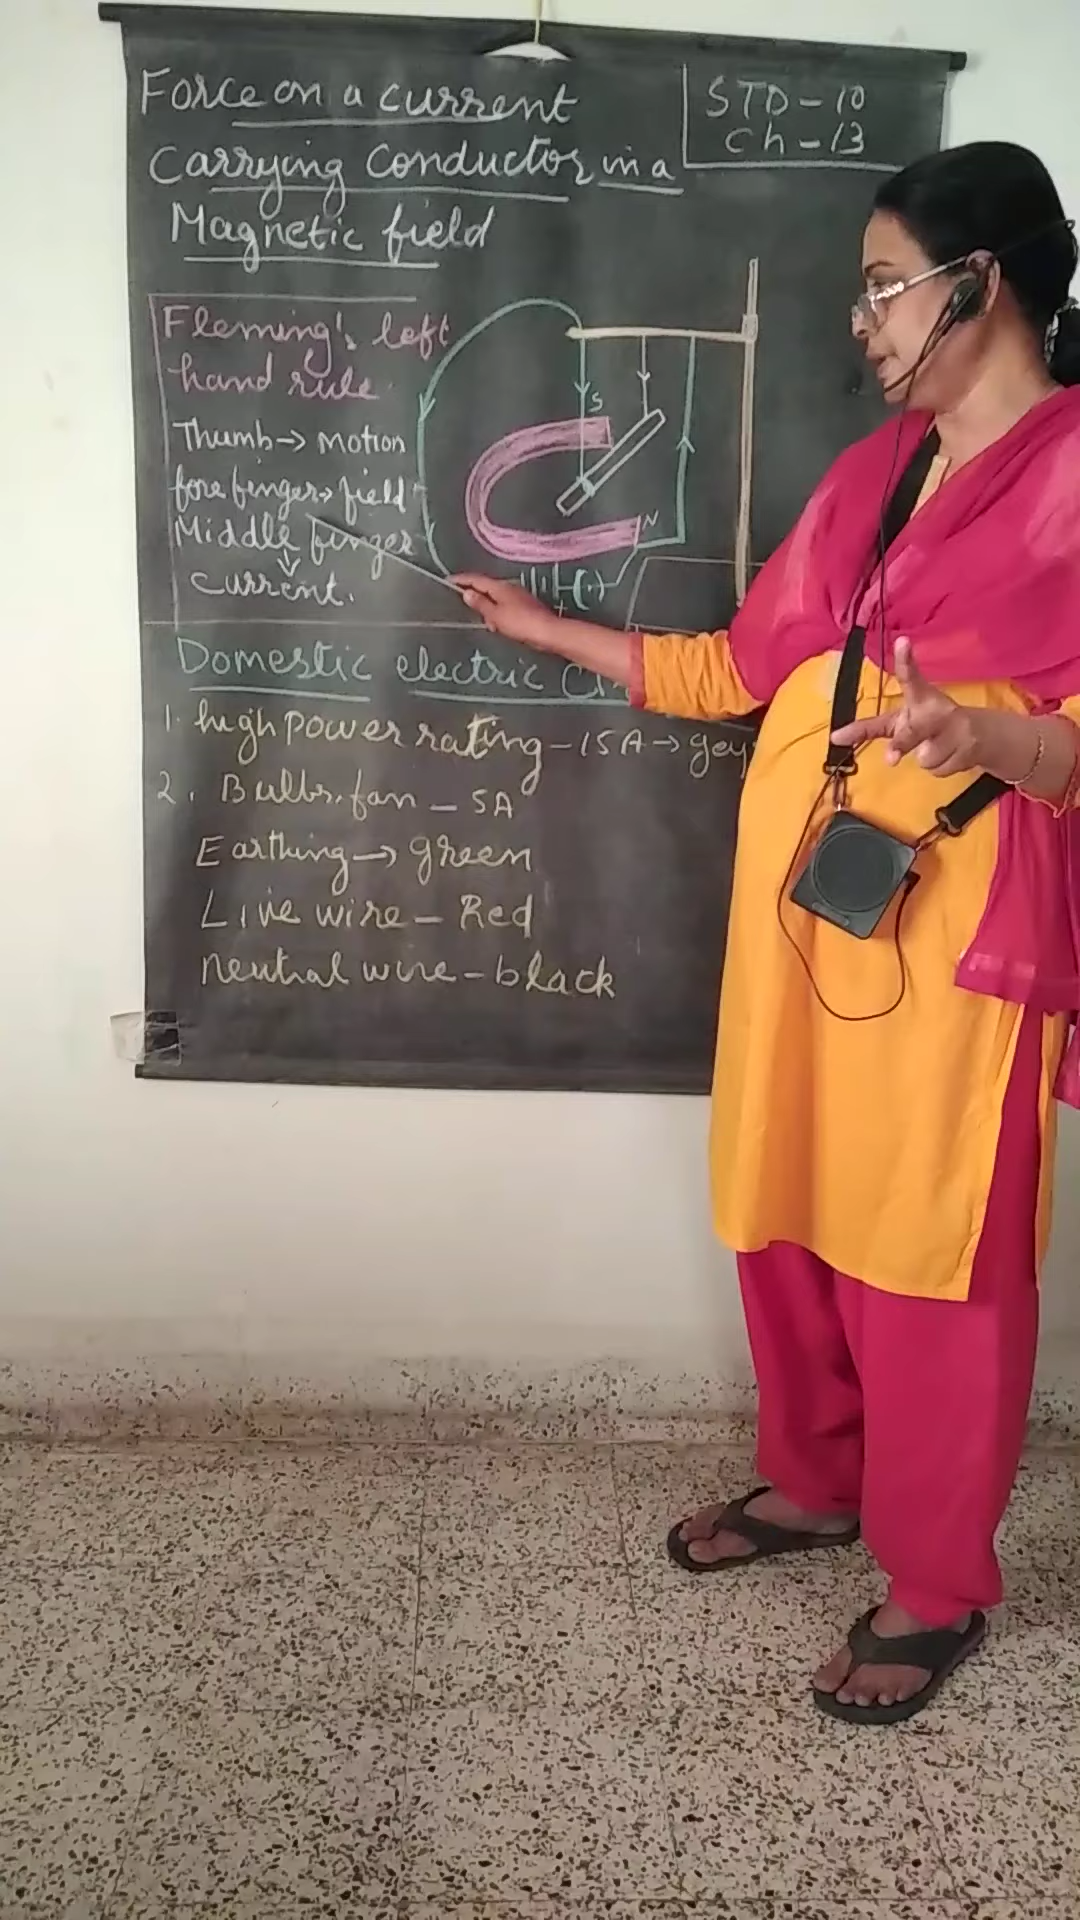 Force on a current
Carrying Conductor in a
Magnetic field
STD - 10
Ch - 13
Fleming's left
hand rule
Thumb → motion
fore finger → field
Middle finger
↓
current.
S
N
+
Domestic electric
1. high power rating - 15A →
2. Bulbs, fan - 5A
Earthing → green
Live wire - Red
neutral wire - black